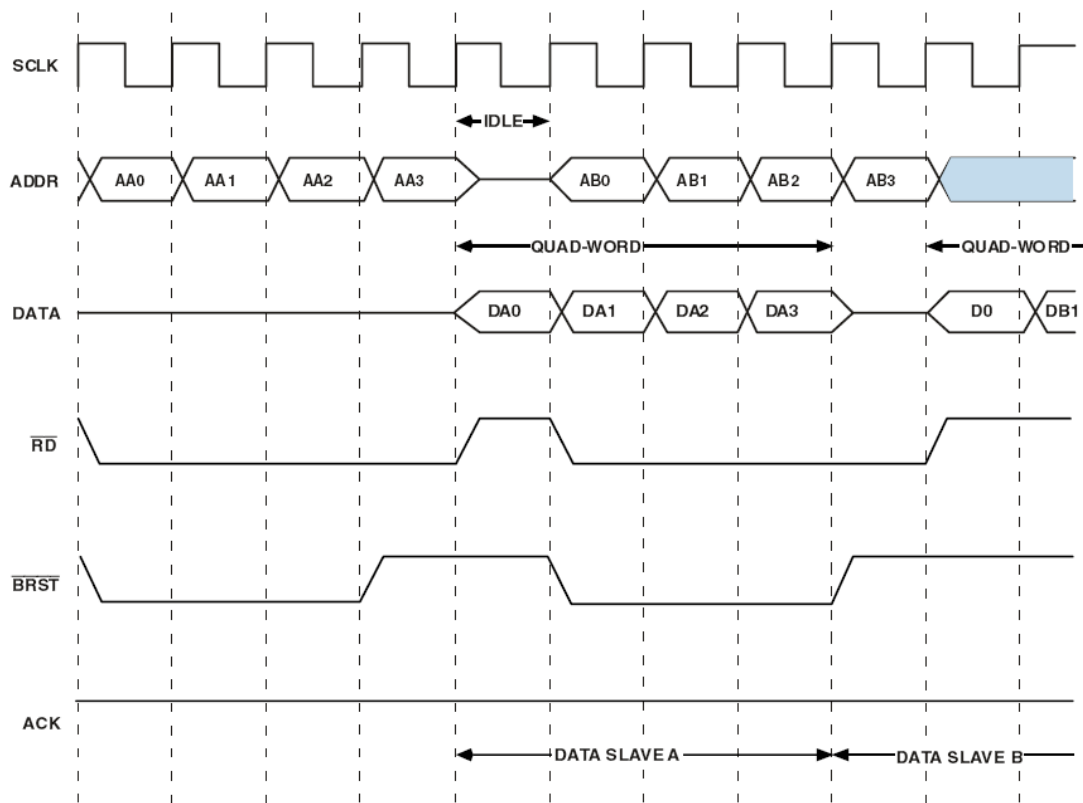 SCLK
IDLE
ADDR AA0 AA1 AA2 AA3 AB0 AB1 AB2 AB3
QUAD-WORD QUAD-WORD
DATA DA0 DA1 DA2 DA3 D0 DB1
RD
BRST
ACK
DATA SLAVE A DATA SLAVE B